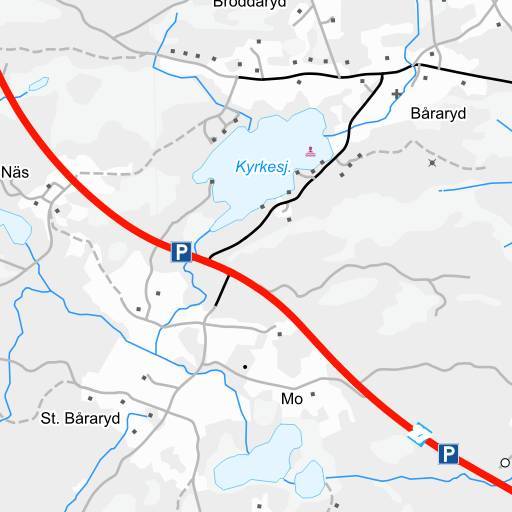 Broddaryd
Båraryd
Kyrkesj.
Näs
P
Mo
St. Båraryd
P